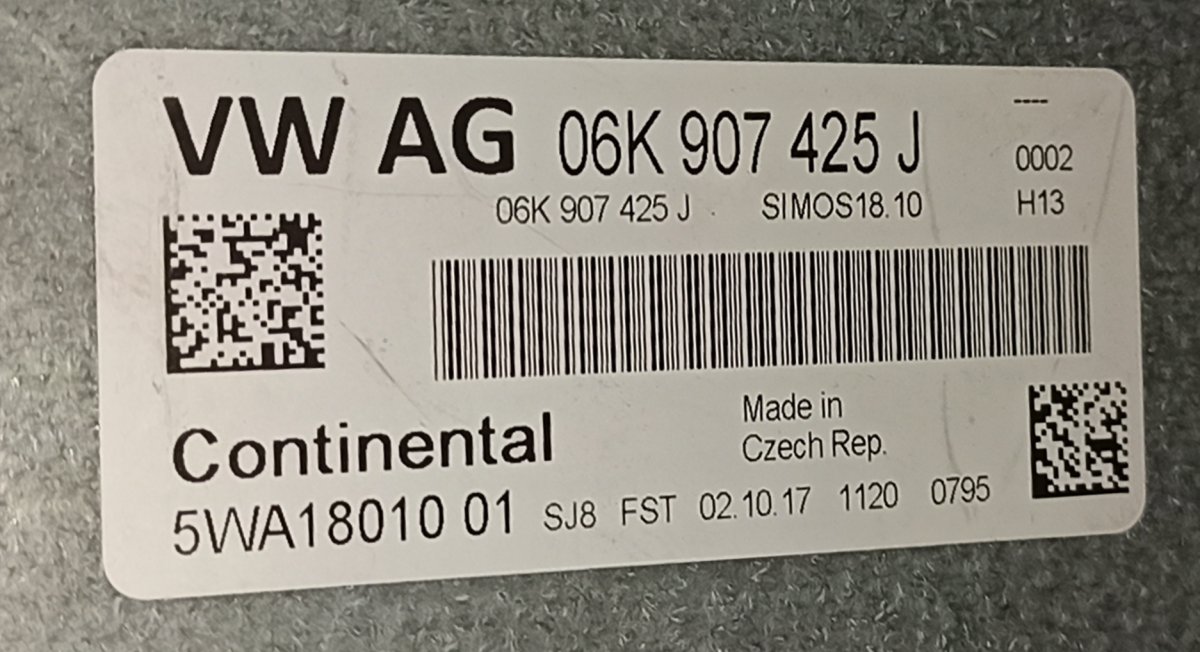 VW AG 06K 907 425 J ----
0002
06K 907 425 J SIMOS18.10 H13
Continental
Made in
Czech Rep.
5WA18010 01 SJ8 FST 02.10.17 1120 0795